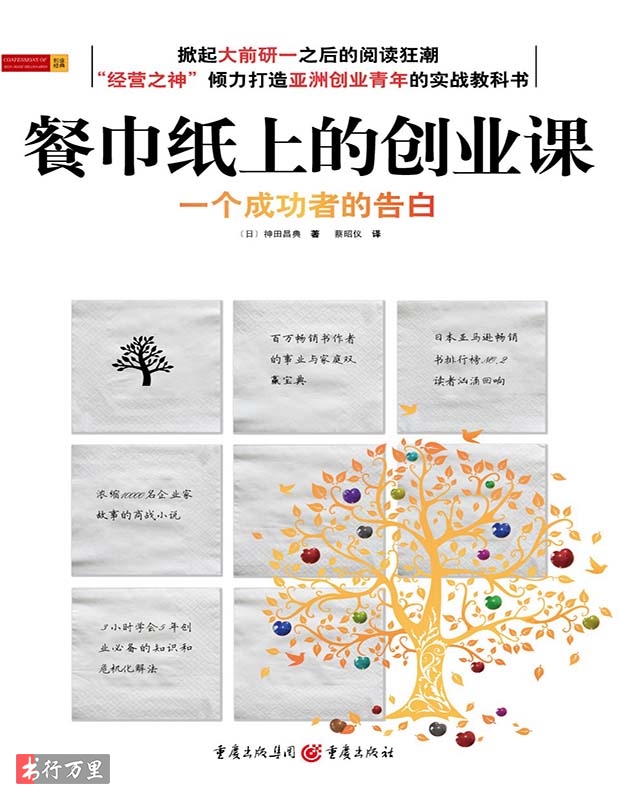 掀起大前研一之后的阅读狂潮
“经营之神”倾力打造亚洲创业青年的实战教科书
创业
经典
餐巾纸上的创业课
一个成功者的告白
〔日〕神田昌典 著 蔡昭仪 译
百万畅销书作者
的事业与家庭双
赢宝典
日本亚马逊畅销
书排行榜NO.2
读者汹涌回响
浓缩10000名企业家
故事的商战小说
3小时学会5年创
业必备的知识和
危机化解法
重庆出版集团 重庆出版社
书行万里